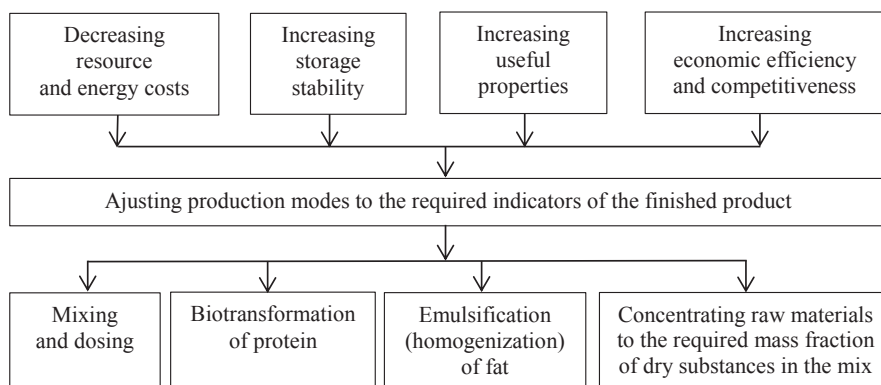 Decreasing
resource
and energy costs
Increasing
storage
stability
Increasing
useful
properties
Increasing
economic efficiency
and competitiveness
Ajusting production modes to the required indicators of the finished product
Mixing
and dosing
Biotransformation
of protein
Emulsification
(homogenization)
of fat
Concentrating raw materials
to the required mass fraction
of dry substances in the mix